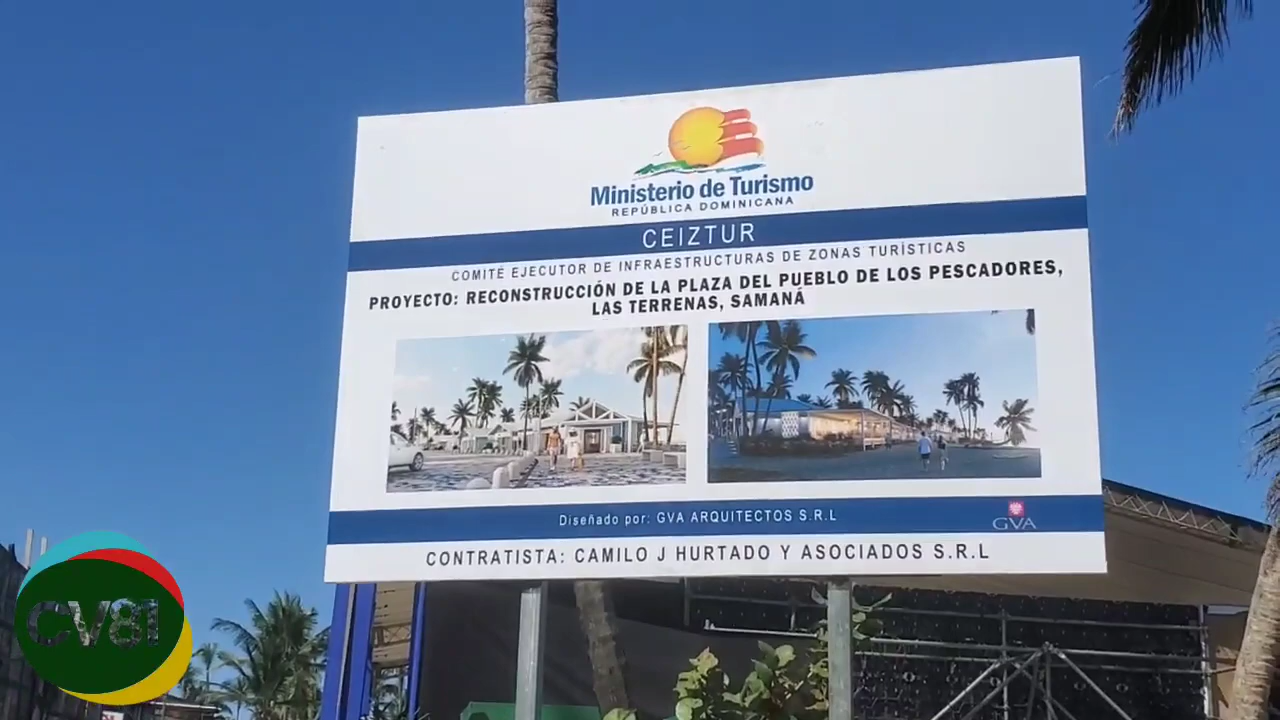 Ministerio de Turismo
REPÚBLICA DOMINICANA
CEIZTUR
COMITÉ EJECUTOR DE INFRAESTRUCTURAS DE ZONAS TURÍSTICAS
PROYECTO: RECONSTRUCCIÓN DE LA PLAZA DEL PUEBLO DE LOS PESCADORES,
LAS TERRENAS, SAMANÁ
Diseñado por: GVA ARQUITECTOS S.R.L
GVA
CONTRATISTA: CAMILO J HURTADO Y ASOCIADOS S.R.L
CV81